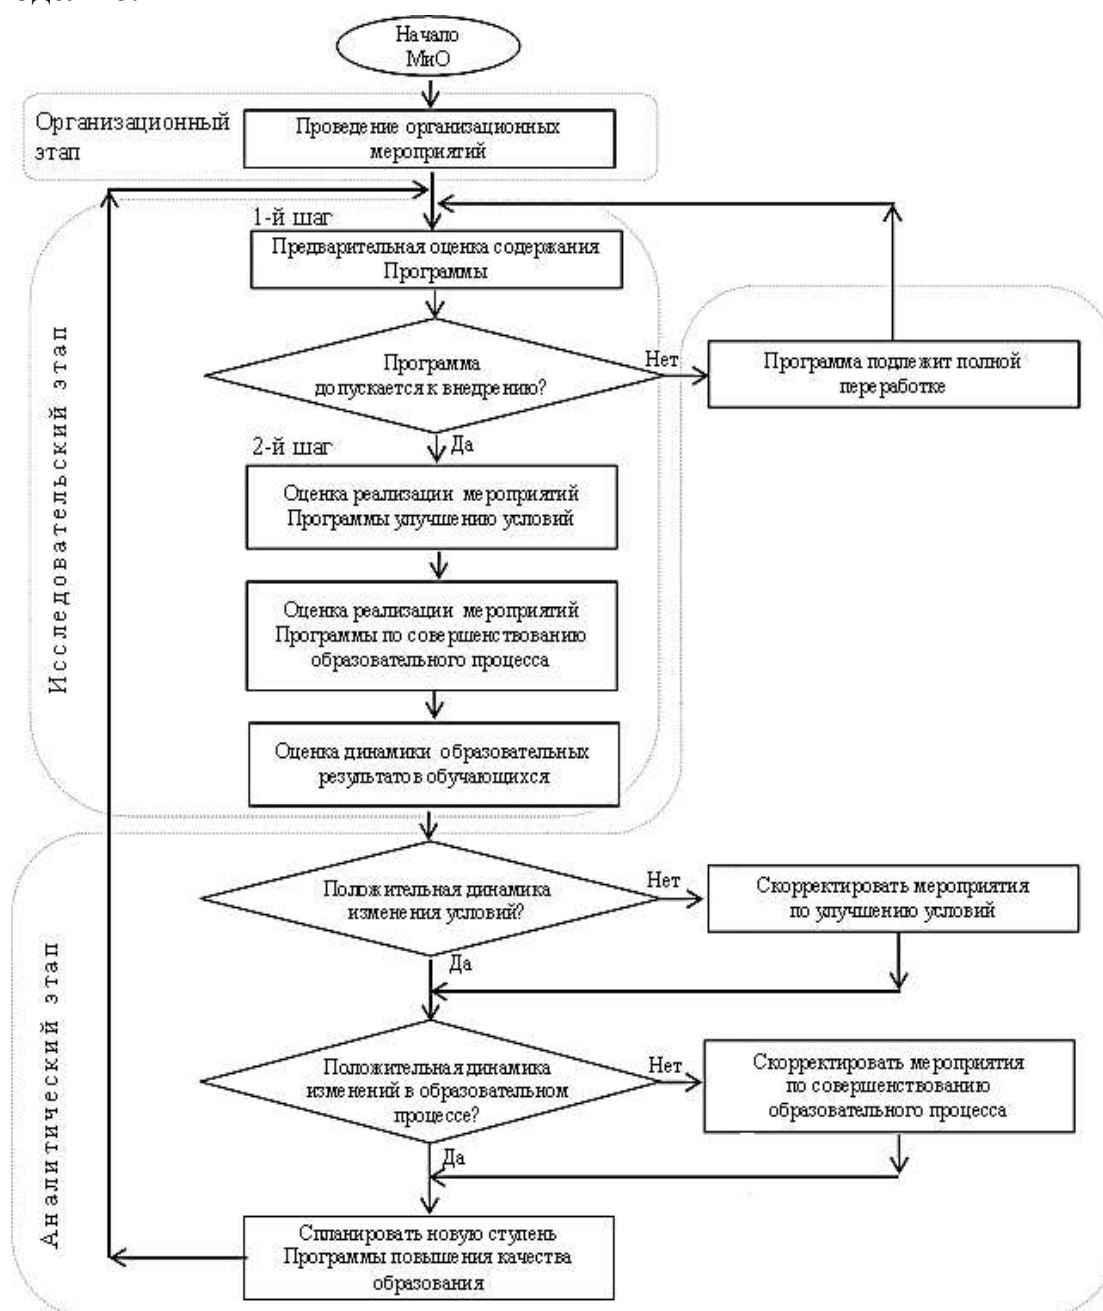 Начало
МиО
Организационный
этап
Проведение организационных
мероприятий
1-й шаг
Предварительная оценка содержания
Программы
Исследовательский этап
Программа
допускается к внедрению?
Нет
Программа подлежит полной
переработке
Да
2-й шаг
Оценка реализации мероприятий
Программы улучшению условий
Оценка реализации мероприятий
Программы по совершенствованию
образовательного процесса
Оценка динамики образовательных
результатов обучающихся
Аналитический этап
Положительная динамика
изменения условий?
Нет
Скорректировать мероприятия
по улучшению условий
Да
Положительная динамика
изменений в образовательном
процессе?
Нет
Скорректировать мероприятия
по совершенствованию
образовательного процесса
Да
Спланировать новую ступень
Программы повышения качества
образования